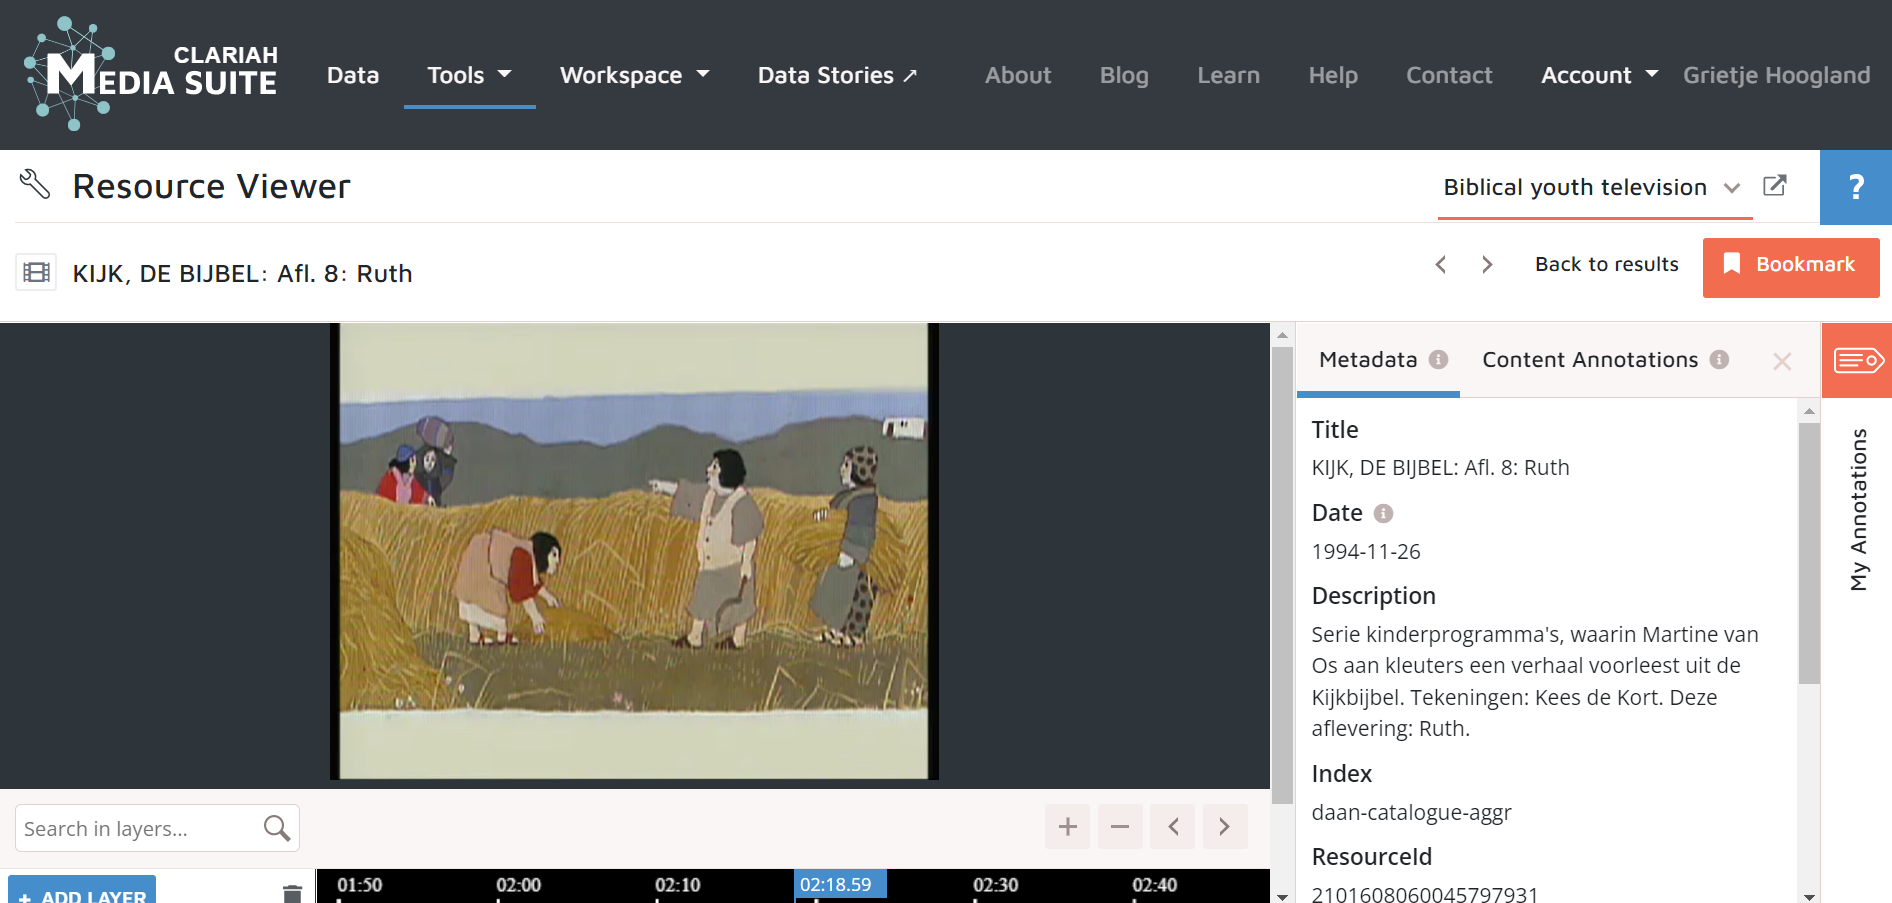 CLARIAH
MEDIA SUITE
Data
Tools
Workspace
Data Stories ↗
About
Blog
Learn
Help
Contact
Account
Grietje Hoogland
Resource Viewer
Biblical youth television
?
KIJK, DE BIJBEL: Afl. 8: Ruth
Back to results
Bookmark
Metadata
Content Annotations
My Annotations
Title
KIJK, DE BIJBEL: Afl. 8: Ruth
Date
1994-11-26
Description
Serie kinderprogramma's, waarin Martine van
Os aan kleuters een verhaal voorleest uit de
Kijkbijbel. Tekeningen: Kees de Kort. Deze
aflevering: Ruth.
Index
daan-catalogue-aggr
ResourceId
2101608060045797931
Search in layers...
+ ADD LAYER
01:50
02:00
02:10
02:18.59
02:30
02:40